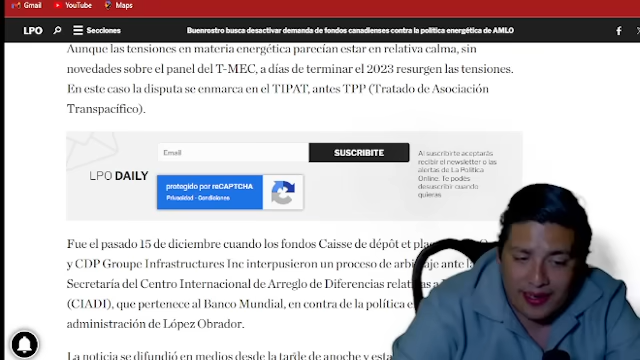 Gmail YouTube Maps
LPO Secciones Buenrostro busca desactivar demanda de fondos canadienses contra la política energética de AMLO
Aunque las tensiones en materia energética parecían estar en relativa calma, sin
novedades sobre el panel del T-MEC, a días de terminar el 2023 resurgen las tensiones.
En este caso la disputa se enmarca en el TIPAT, antes TPP (Tratado de Asociación
Transpacífico).
LPO DAILY
Email
SUSCRIBITE
protegido por reCAPTCHA
Privacidad - Condiciones
Al suscribirte aceptarás
recibir el newsletter o las
alertas de La Política
Online. Te podés
desuscribir cuando
quieras
Fue el pasado 15 de diciembre cuando los fondos Caisse de dépôt et
y CDP Groupe Infrastructures Inc interpusieron un proceso de ante la
Secretaría del Centro Internacional de Arreglo de Diferencias
(CIADI), que pertenece al Banco Mundial, en contra de la política
administración de López Obrador.
La noticia se difundió en medios desde la tarde de anoche y